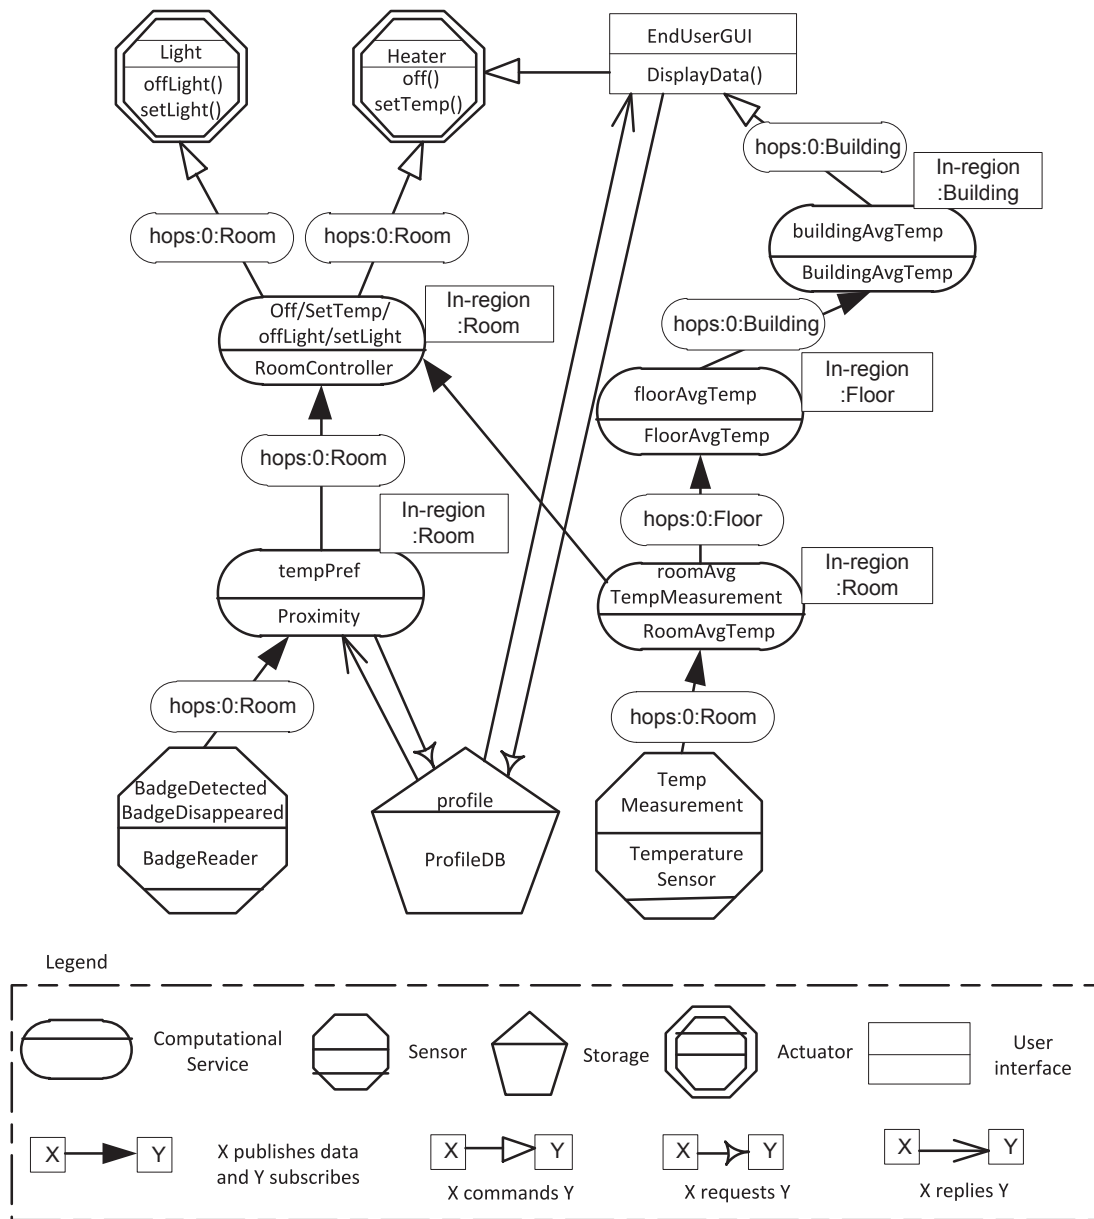 Light
offLight()
setLight()
Heater
off()
setTemp()
EndUserGUI
DisplayData()
hops:0:Building
In-region
:Building
buildingAvgTemp
BuildingAvgTemp
hops:0:Room
hops:0:Room
In-region
:Room
Off/SetTemp/
offLight/setLight
RoomController
hops:0:Building
In-region
:Floor
floorAvgTemp
FloorAvgTemp
hops:0:Room
In-region
:Room
tempPref
Proximity
hops:0:Floor
In-region
:Room
roomAvg
TempMeasurement
RoomAvgTemp
hops:0:Room
hops:0:Room
BadgeDetected
BadgeDisappeared
BadgeReader
profile
ProfileDB
Temp
Measurement
Temperature
Sensor
Legend
Computational
Service
Sensor
Storage
Actuator
User
interface
X
Y
X publishes data
and Y subscribes
X
Y
X commands Y
X
Y
X requests Y
X
Y
X replies Y